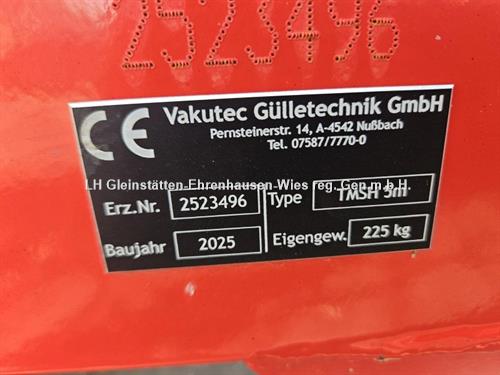 2523496
CE
Vakutec Gülletechnik GmbH
Pernsteinerstr. 14, A-4542 Nußbach
Tel. 07587/7770-0
LH Gleinstätten-Ehrenhausen-Wies reg. Gen.m.b.H.
Erz.Nr. 2523496 Type TMSH 5m
Baujahr 2025 Eigengew. 225 kg